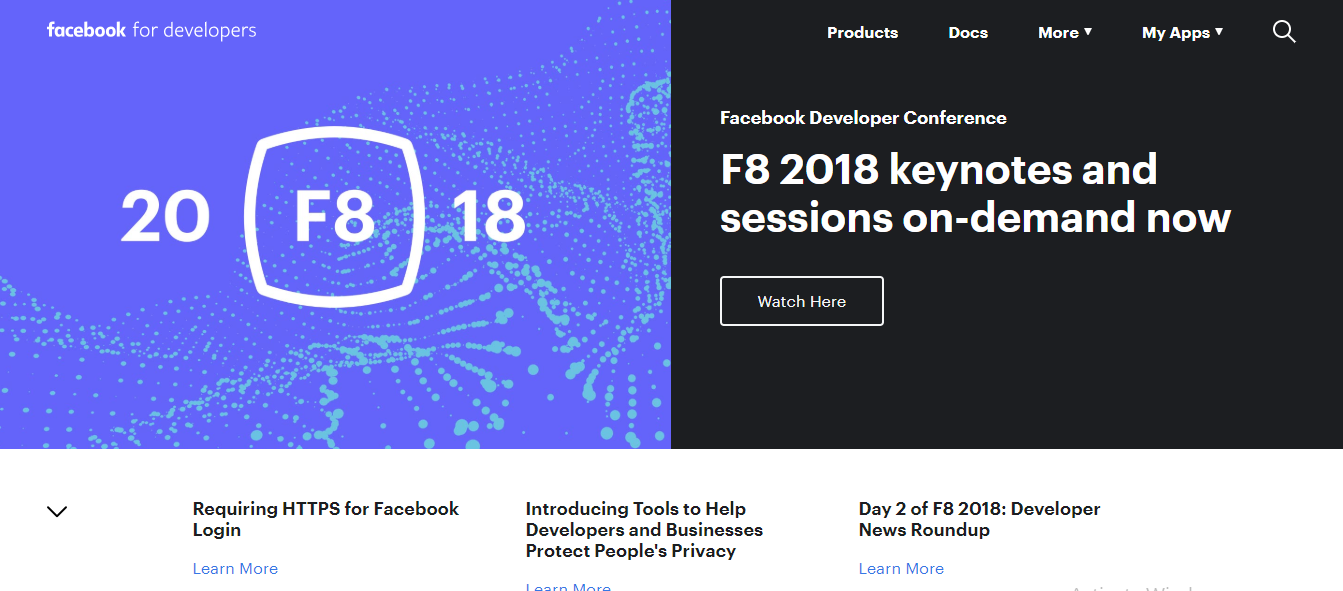 facebook for developers
Products Docs More My Apps
20 F8 18
Facebook Developer Conference
F8 2018 keynotes and
sessions on-demand now
Watch Here
Requiring HTTPS for Facebook
Login
Learn More
Introducing Tools to Help
Developers and Businesses
Protect People's Privacy
Learn More
Day 2 of F8 2018: Developer
News Roundup
Learn More